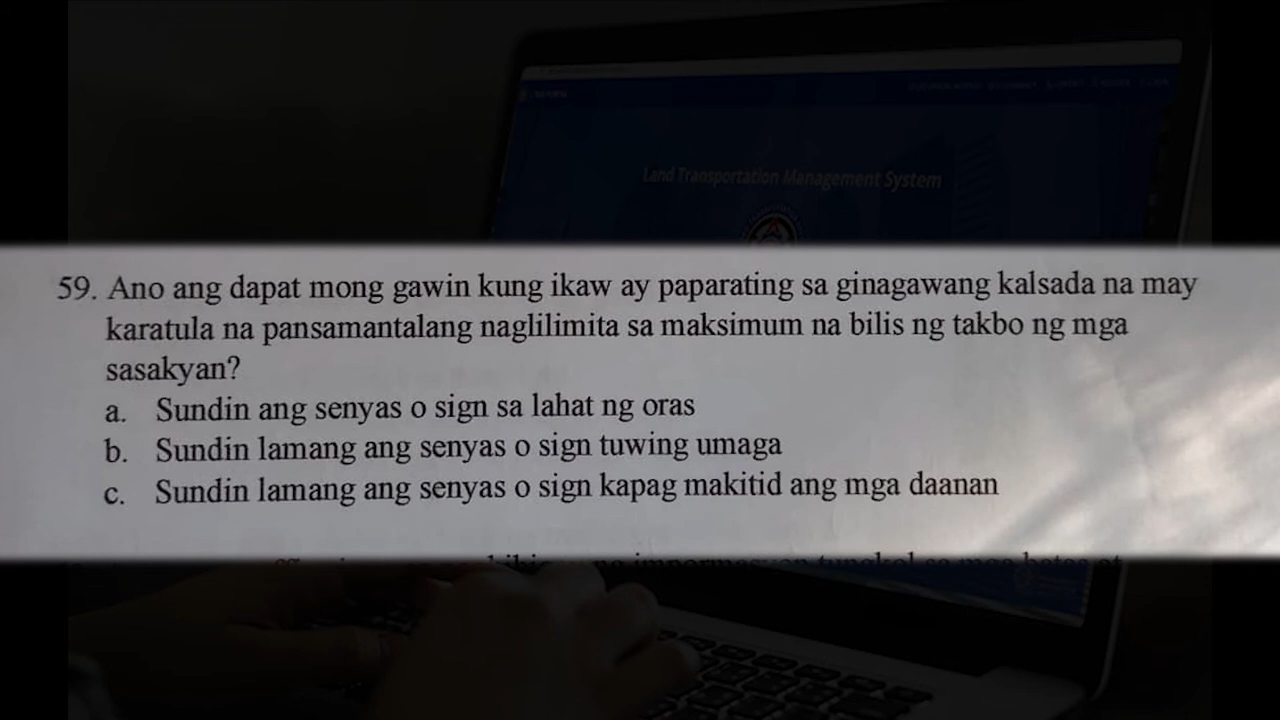 Land Transportation Management System
59. Ano ang dapat mong gawin kung ikaw ay paparating sa ginagawang kalsada na may
karatula na pansamantalang naglilimita sa maksimum na bilis ng takbo ng mga
sasakyan?
a. Sundin ang senyas o sign sa lahat ng oras
b. Sundin lamang ang senyas o sign tuwing umaga
c. Sundin lamang ang senyas o sign kapag makitid ang mga daanan